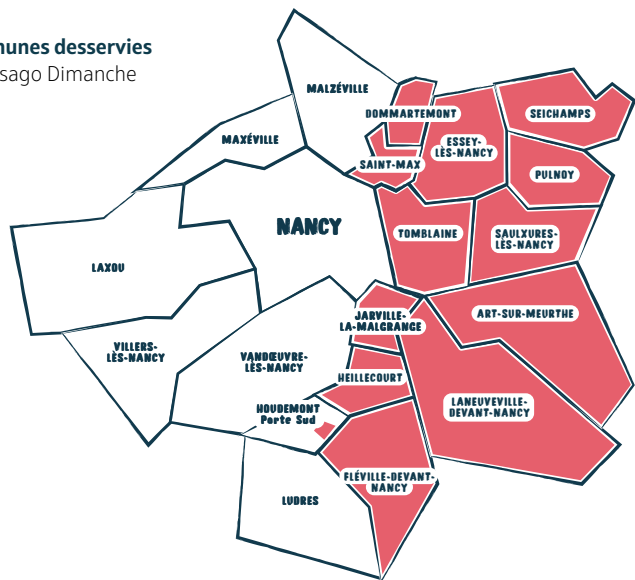 munes desservies
sago Dimanche
MALZÉVILLE
DOMMARTEMONT
SEICHAMPS
MAXÉVILLE
ESSEY-
LÈS-NANCY
SAINT-MAX
PULNOY
NANCY
TOMBLAINE
SAULXURES-
LÈS-NANCY
LAXOU
JARVILLE-
LA-MALGRANGE
ART-SUR-MEURTHE
VILLERS-
LÈS-NANCY
VANDŒUVRE-
LÈS-NANCY
HEILLECOURT
LANEUVEVILLE-
DEVANT-NANCY
HOUDEMONT
Porte Sud
FLÉVILLE-DEVANT-
NANCY
LUDRES